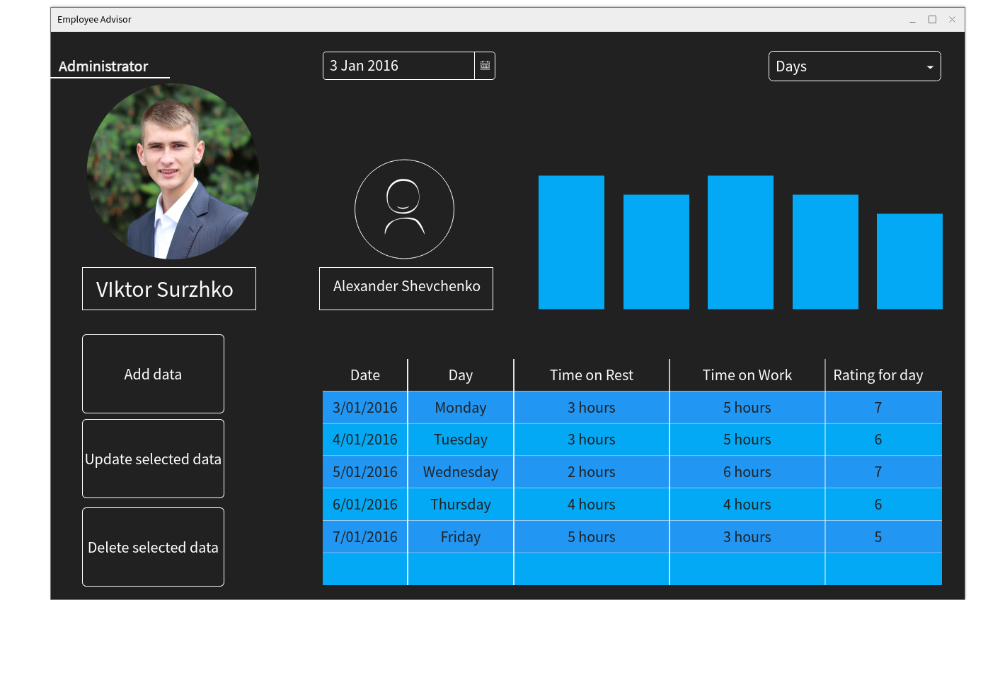 Employee Advisor
Administrator
3 Jan 2016
Days
VIktor Surzhko
Alexander Shevchenko
Add data
Update selected data
Delete selected data
Date Day Time on Rest Time on Work Rating for day
3/01/2016 Monday 3 hours 5 hours 7
4/01/2016 Tuesday 3 hours 5 hours 6
5/01/2016 Wednesday 2 hours 6 hours 7
6/01/2016 Thursday 4 hours 4 hours 6
7/01/2016 Friday 5 hours 3 hours 5